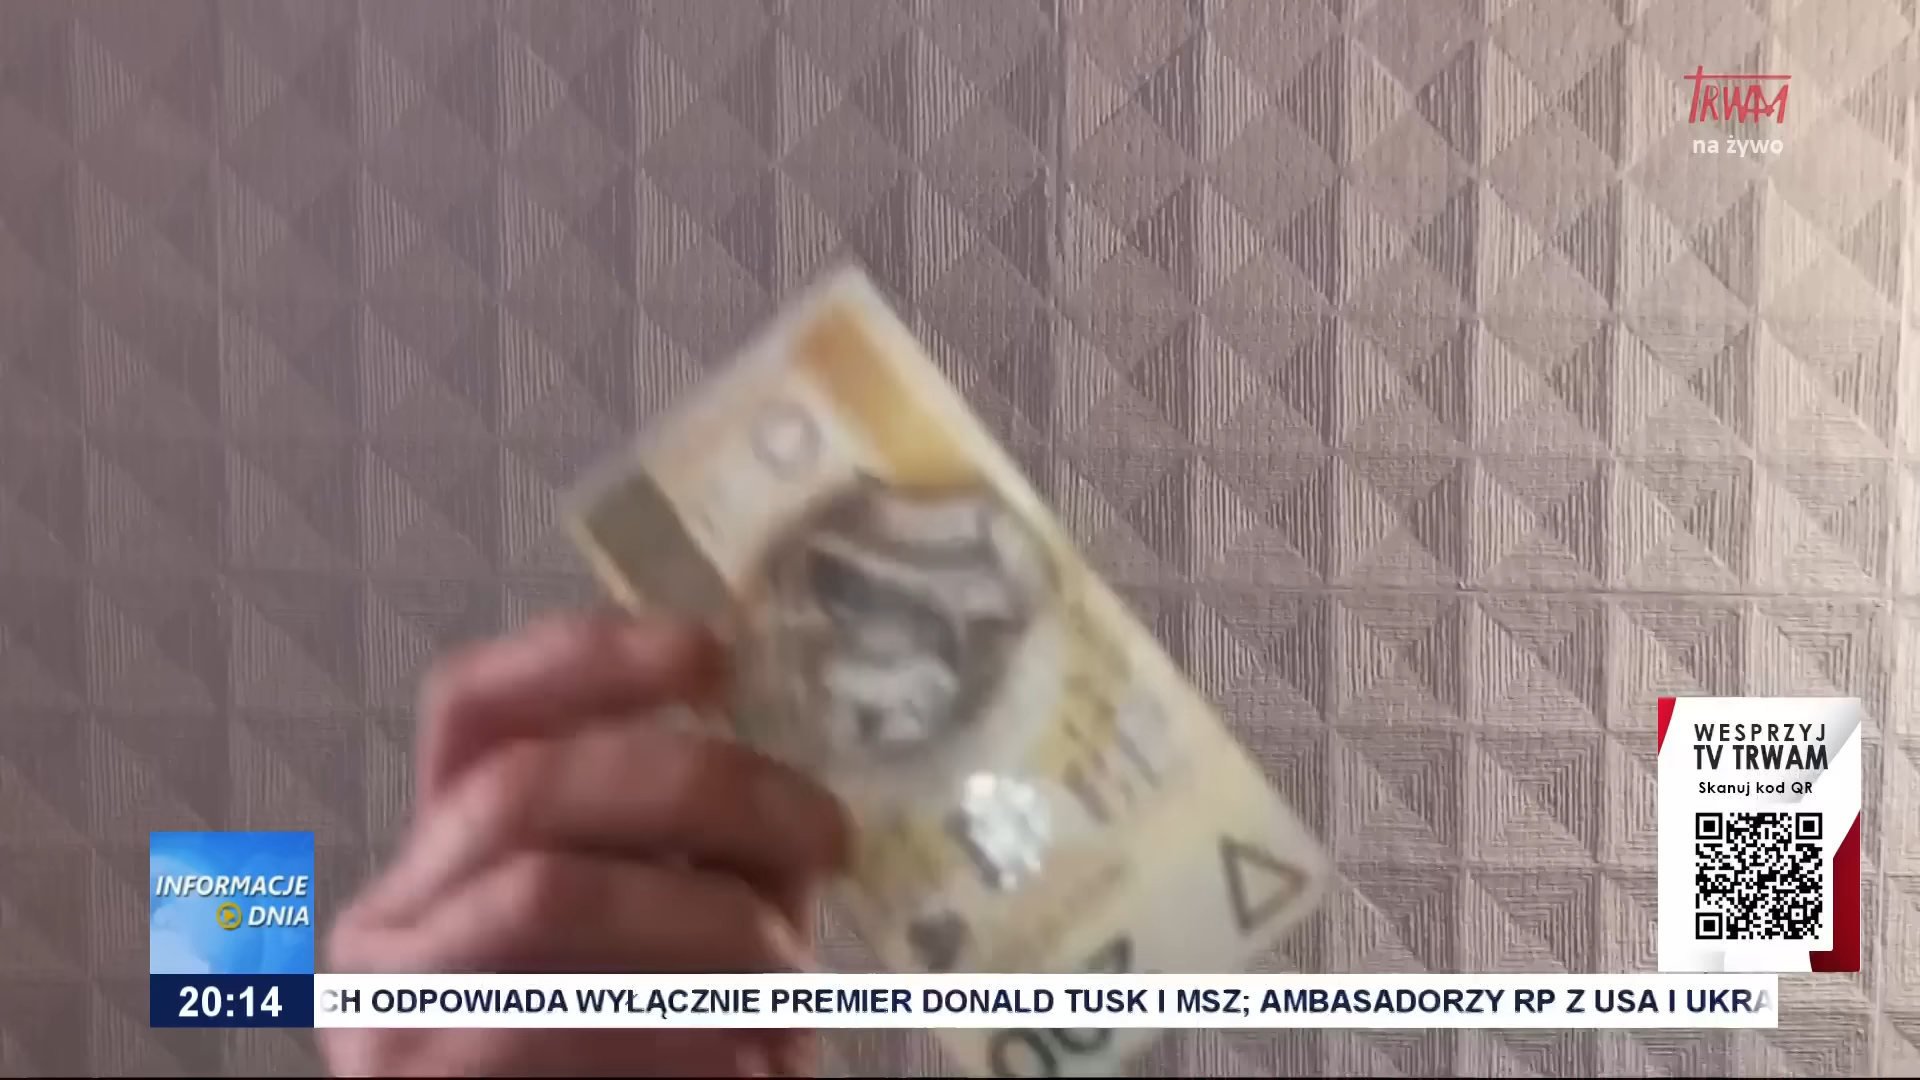 TRWAM
na żywo
WESPRZYJ
TV TRWAM
Skanuj kod QR
INFORMACJE
DNIA
20:14
CH ODPOWIADA WYŁĄCZNIE PREMIER DONALD TUSK I MSZ; AMBASADORZY RP Z USA I UKRA
200